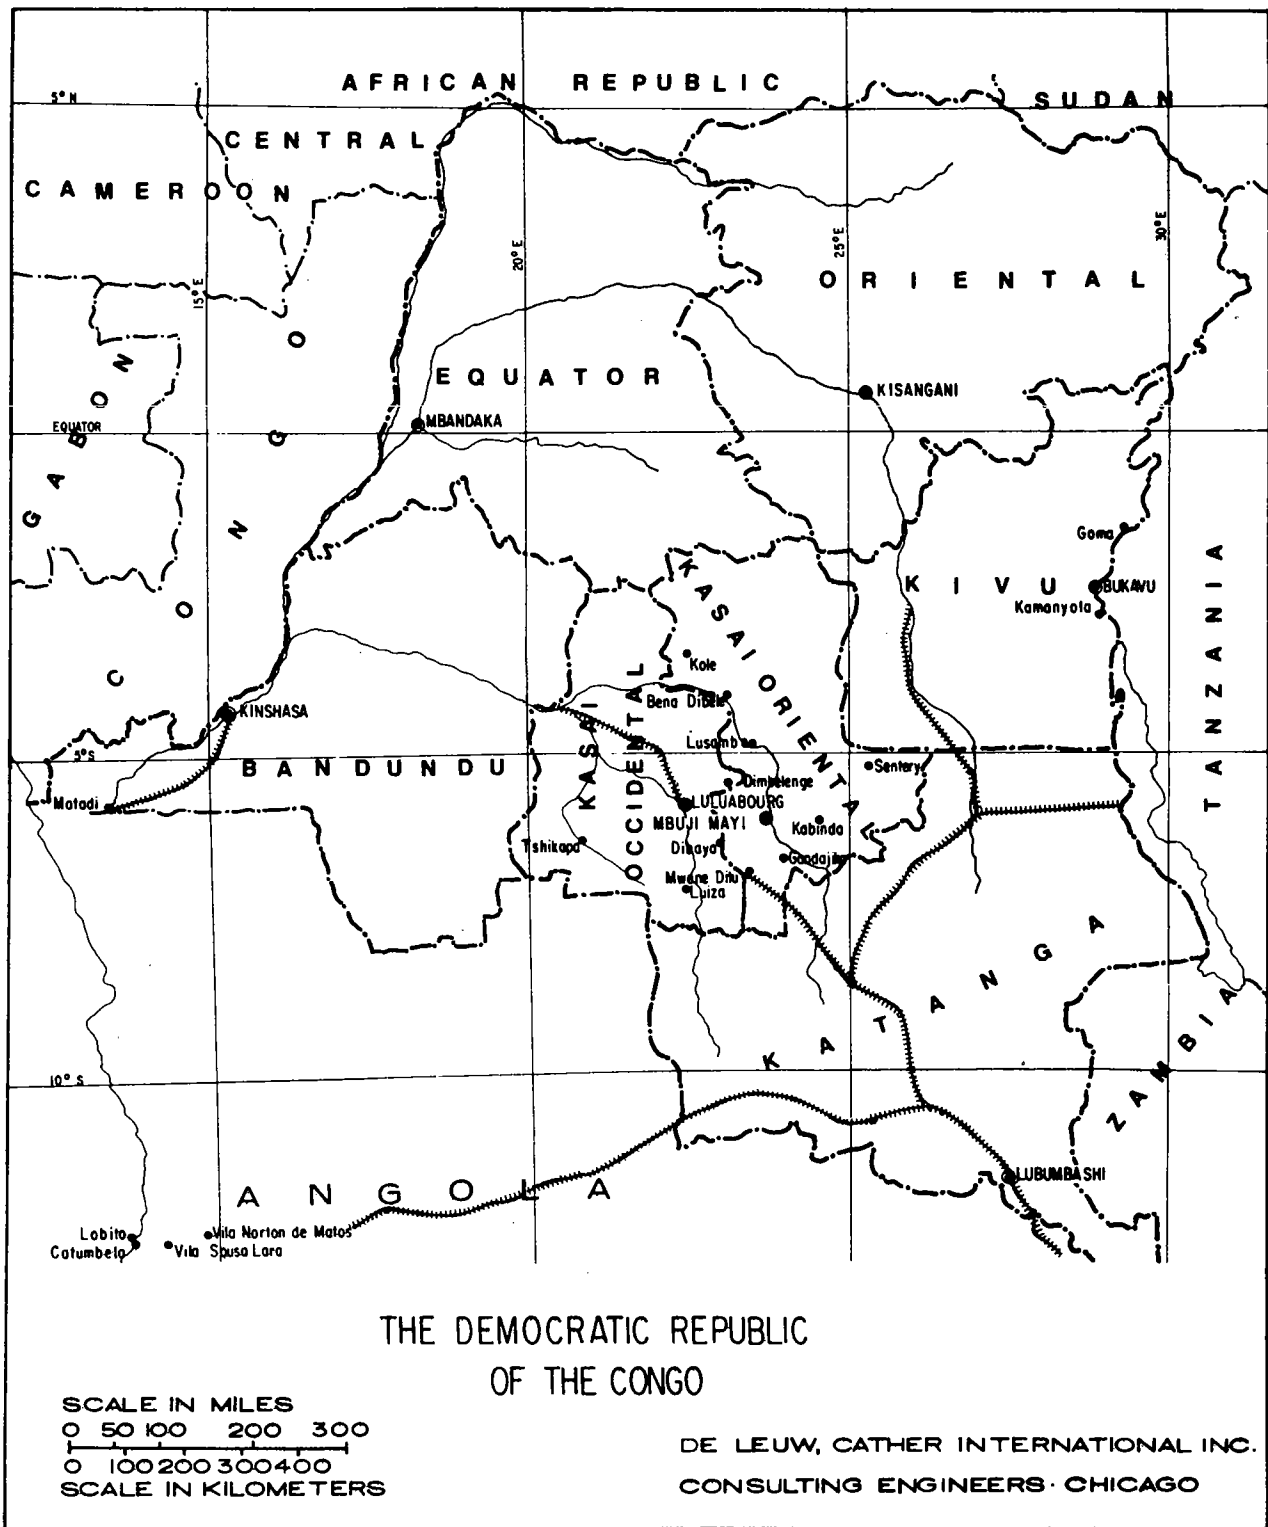 AFRICAN REPUBLIC
5°N
SUDAN
CENTRAL
CAMEROON
15°E
20°E
25°E
30°E
ORIENTAL
GABON
CONGO
EQUATOR
KISANGANI
EQUATOR
MBANDAKA
Goma
KIVU
BUKAVU
Kamanyola
TANZANIA
KASAI ORIENTA
Kole
Bena Dibele
KINSHASA
KASAI
OCCIDENTAL
Lusambo
5°S
BANDUNDU
Sentery
Dimbelenge
Matadi
LULUABOURG
MBUJI MAYI
Kabinda
Tshikapa
Dibaya
Gandajika
Mwene Ditu
Luiza
KATANGA
ZAMBIA
10°S
LUBUMBASHI
ANGOLA
Lobito
Vila Norton de Matos
Catumbela
Vila Sousa Lara
THE DEMOCRATIC REPUBLIC
OF THE CONGO
SCALE IN MILES
0 50 100 200 300
0 100 200 300 400
SCALE IN KILOMETERS
DE LEUW, CATHER INTERNATIONAL INC.
CONSULTING ENGINEERS · CHICAGO